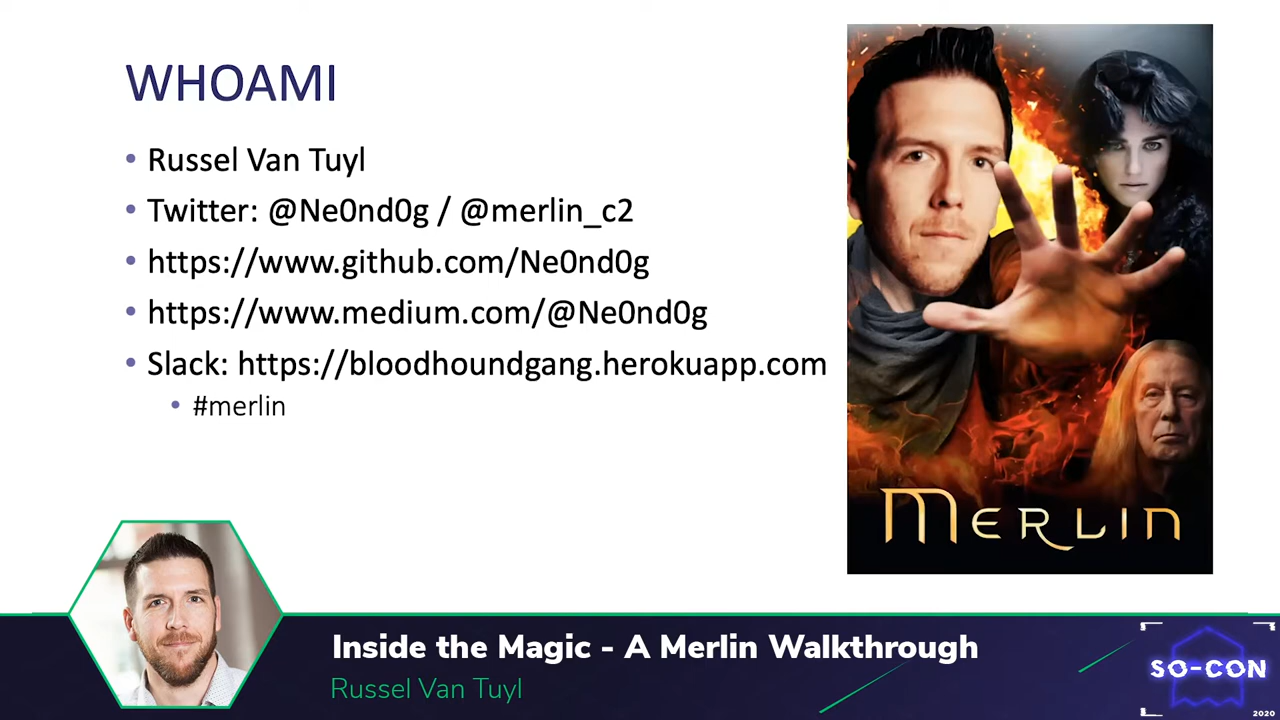 WHOAMI
• Russel Van Tuyl
• Twitter: @Ne0nd0g / @merlin_c2
• https://www.github.com/Ne0nd0g
• https://www.medium.com/@Ne0nd0g
• Slack: https://bloodhoundgang.herokuapp.com
• #merlin
MERLIN
Inside the Magic - A Merlin Walkthrough
Russel Van Tuyl
SO-CON
2020